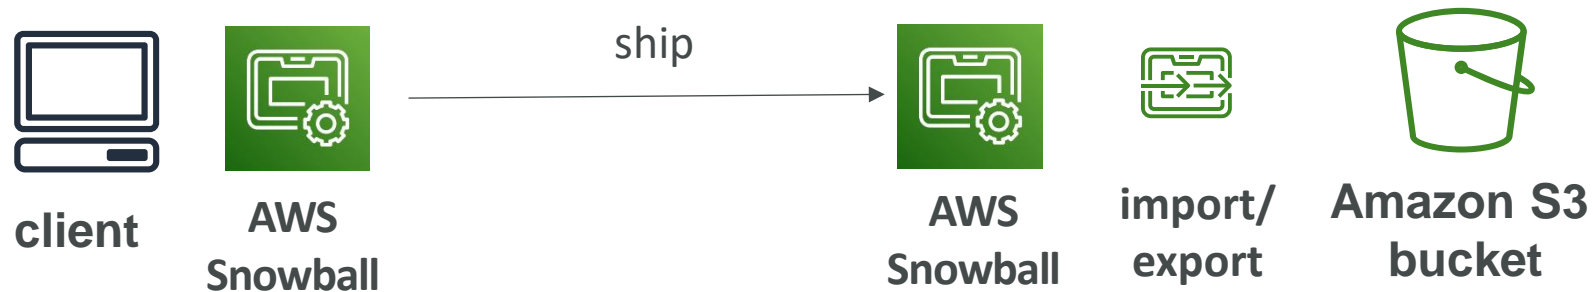 ship
client
AWS
Snowball
AWS
Snowball
import/
export
Amazon S3
bucket